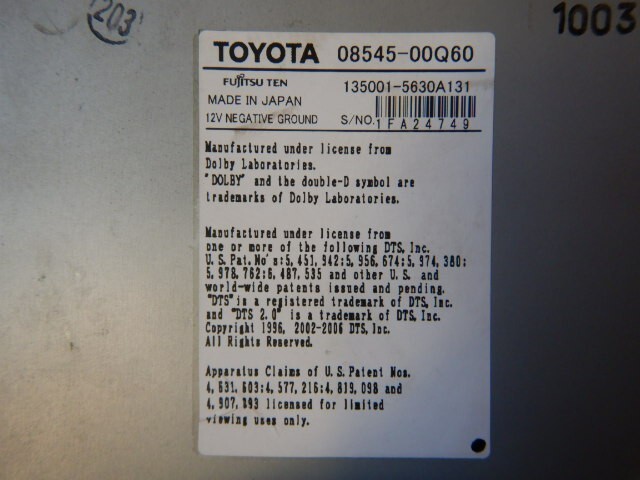 203
1003
TOYOTA 08545-00Q60
FUJITSU TEN 135001-5630A131
MADE IN JAPAN
12V NEGATIVE GROUND S/NO. 1FA24749
Manufactured under license from
Dolby Laboratories.
"DOLBY" and the double-D symbol are
trademarks of Dolby Laboratories.
Manufactured under license from
one or more of the following DTS, Inc.
U.S. Pat. No's:5,451,942:5,956,674:5,974,380:
5,978,762:6,487,535 and other U.S. and
world-wide patents issued and pending.
"DTS" is a registered trademark of DTS, Inc.
and "DTS 2.0" is a trademark of DTS, Inc.
Copyright 1996, 2002-2006 DTS, Inc.
All Rights Reserved.
Apparatus Claims of U.S. Patent Nos.
4,631,603:4,577,216:4,819,098 and
4,907,393 licensed for limited
viewing uses only.